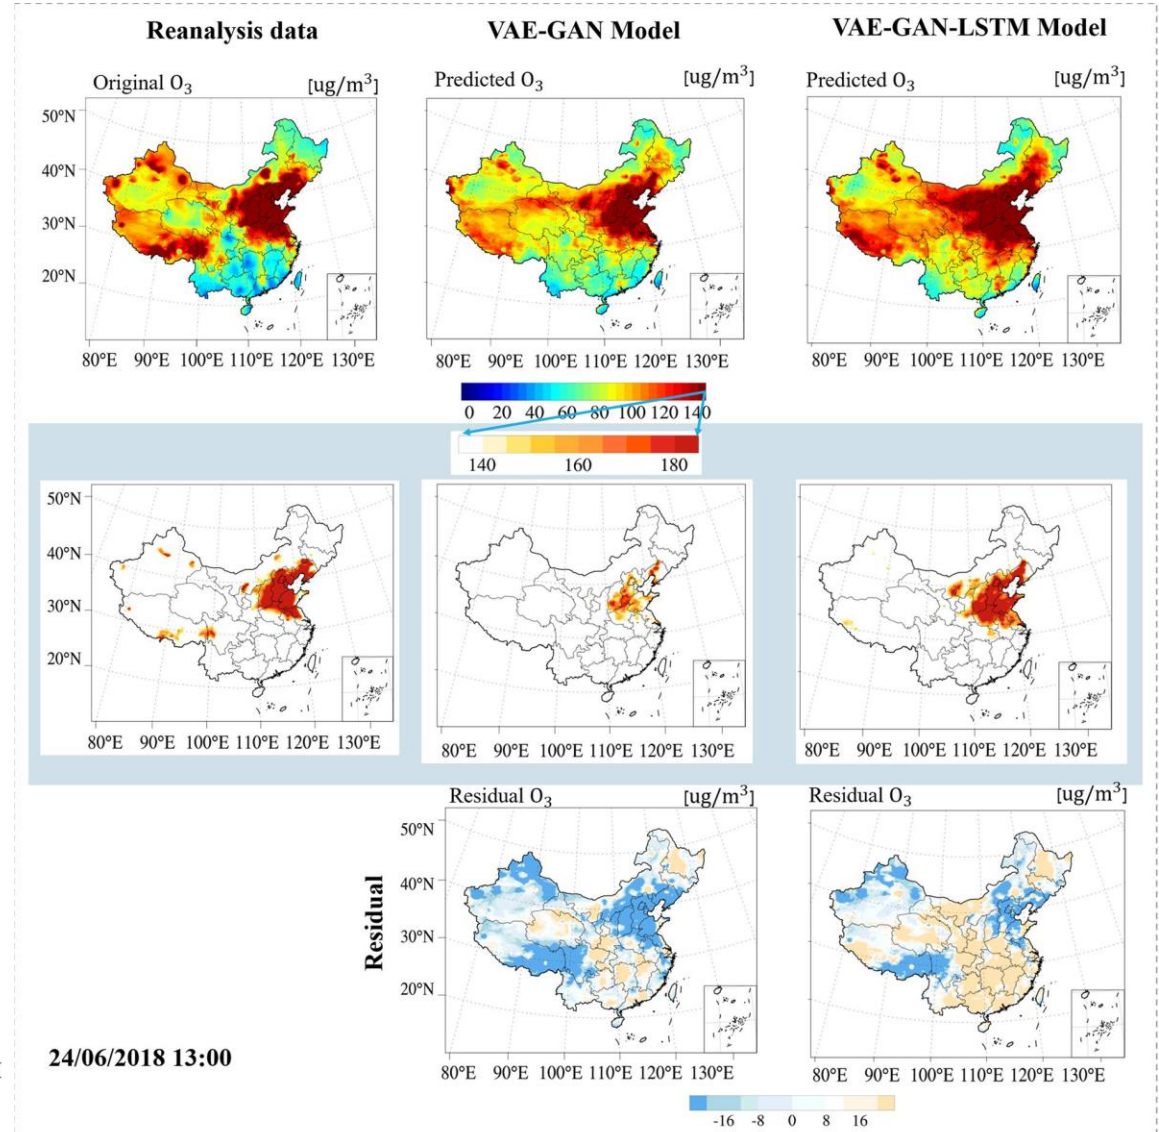 Reanalysis data VAE-GAN Model VAE-GAN-LSTM Model
Original O₃ [ug/m³] Predicted O₃ [ug/m³] Predicted O₃ [ug/m³]
50°N
40°N
30°N
20°N
80°E 90°E 100°E 110°E 120°E 130°E 80°E 90°E 100°E 110°E 120°E 130°E 80°E 90°E 100°E 110°E 120°E 130°E
0 20 40 60 80 100 120 140
140 160 180
50°N
40°N
30°N
20°N
80°E 90°E 100°E 110°E 120°E 130°E 80°E 90°E 100°E 110°E 120°E 130°E 80°E 90°E 100°E 110°E 120°E 130°E
Residual O₃ [ug/m³] Residual O₃ [ug/m³]
Residual
50°N
40°N
30°N
20°N
24/06/2018 13:00
80°E 90°E 100°E 110°E 120°E 130°E 80°E 90°E 100°E 110°E 120°E 130°E
-16 -8 0 8 16